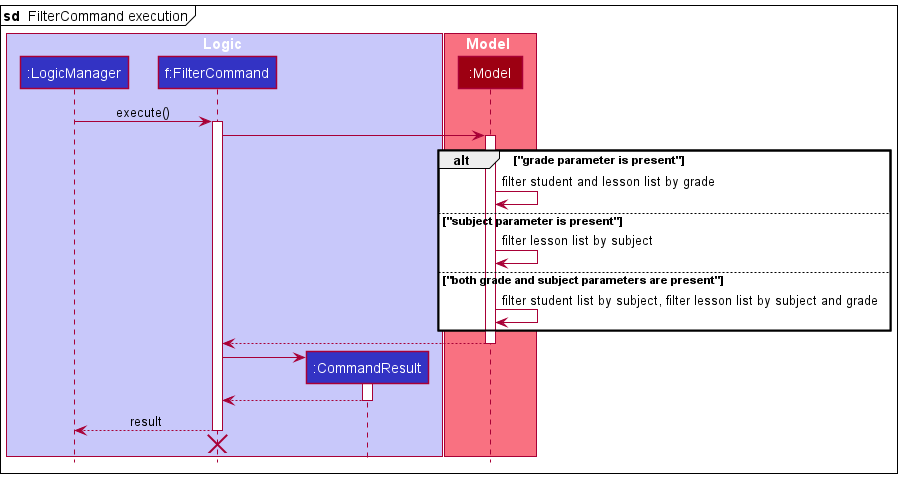 sd FilterCommand execution
Logic
Model
:LogicManager
f:FilterCommand
:Model
execute()
alt
["grade parameter is present"]
filter student and lesson list by grade
["subject parameter is present"]
filter lesson list by subject
["both grade and subject parameters are present"]
filter student list by subject, filter lesson list by subject and grade
:CommandResult
result